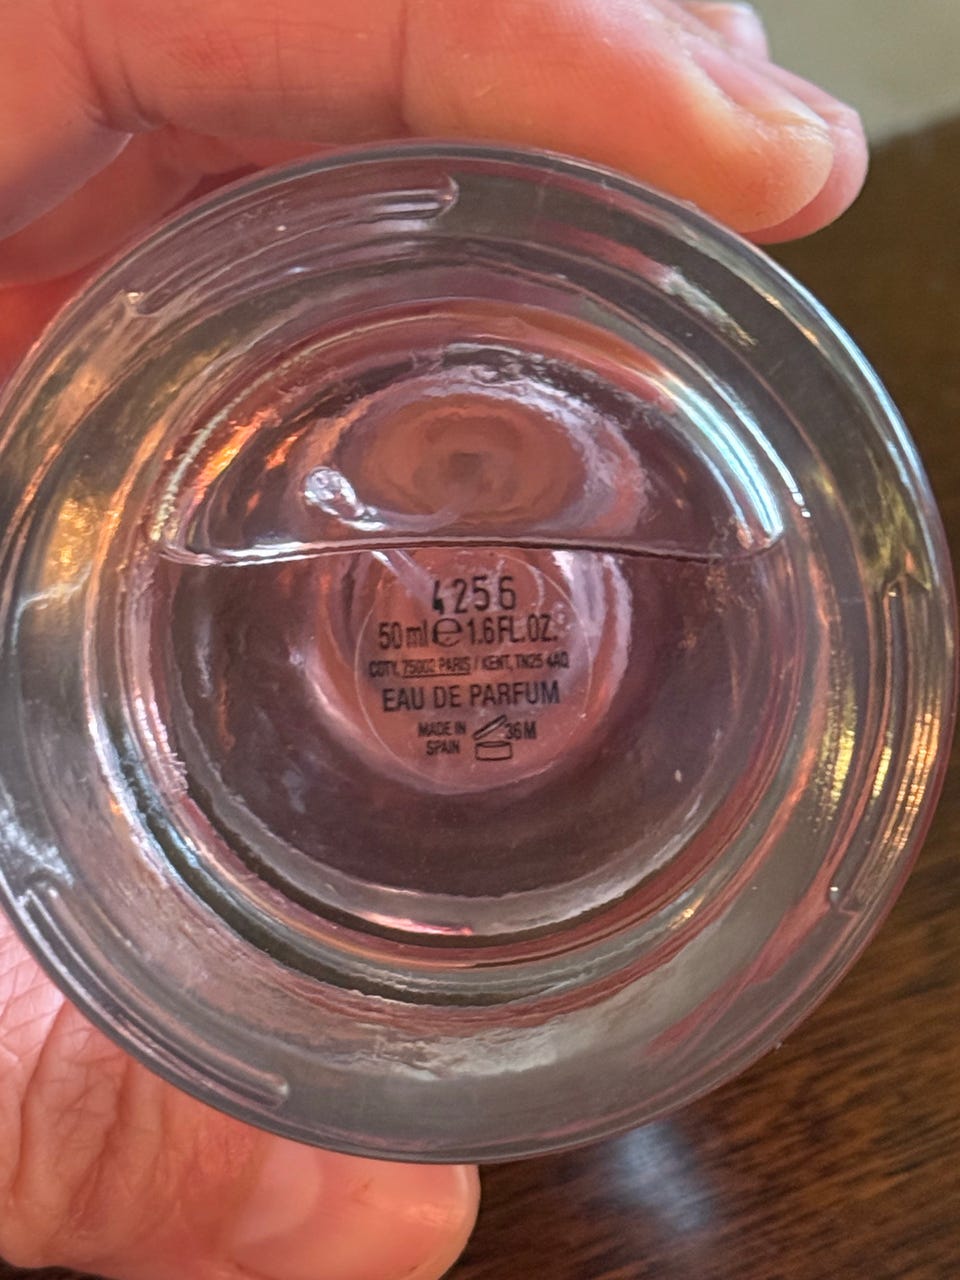 4256
50 ml ℮ 1.6 FL.OZ.
COTY, 75002 PARIS / KENT, TN25 4AQ
EAU DE PARFUM
MADE IN
SPAIN
36M